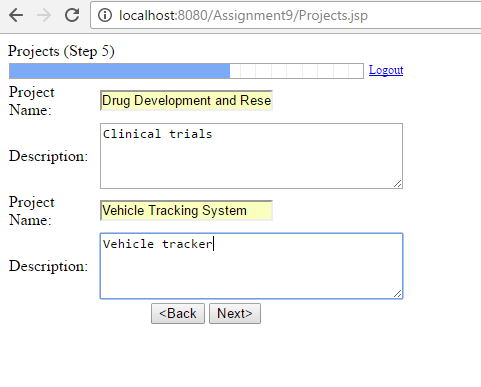 localhost:8080/Assignment9/Projects.jsp
Projects (Step 5)
Logout
Project
Name:
Drug Development and Rese
Description:
Clinical trials
Project
Name:
Vehicle Tracking System
Description:
Vehicle tracker
<Back Next>